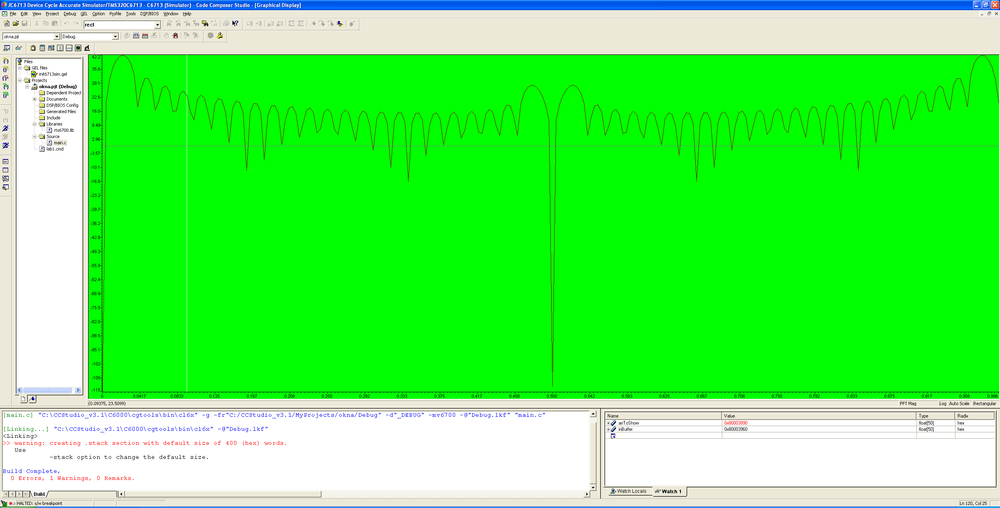 /C6713 Device Cycle Accurate Simulator/TMS320C6713 - C6713 (Simulator) - Code Composer Studio - [Graphical Display]
File Edit View Project Debug GEL Option Profile Tools DSP/BIOS Window Help
rect
okna.pjt Debug
Files
GEL files
init6713sim.gel
Projects
okna.pjt (Debug)
Dependent Project
Documents
DSP/BIOS Config
Generated Files
Include
Libraries
rts6700.lib
Source
main.c
lab1.cmd
42.2
35.6
29.1
22.6
16.0
9.49
2.96
-3.57
-10.1
-16.6
-23.2
-29.7
-36.2
-42.8
-49.3
-55.9
-62.4
-68.9
-75.5
-82.0
-88.5
-95.1
-102
-108
-115
0 0.0417 0.0833 0.125 0.167 0.208 0.250 0.292 0.333 0.375 0.417 0.458 0.500 0.542 0.583 0.625 0.667 0.708 0.750 0.792 0.833 0.875 0.917 0.958 0.996
(0.09375, 23.5099) FFT Mag Log Auto Scale Rectangular
[main.c] "C:\CCStudio_v3.1\C6000\cgtools\bin\cl6x" -g -fr"C:/CCStudio_v3.1/MyProjects/okna/Debug" -d"_DEBUG" -mv6700 -@"Debug.lkf" "main.c"
[Linking...] "C:\CCStudio_v3.1\C6000\cgtools\bin\cl6x" -@"Debug.lkf"
<Linking>
>> warning: creating .stack section with default size of 400 (hex) words.
Use
-stack option to change the default size.
Build Complete,
0 Errors, 1 Warnings, 0 Remarks.
Build
Name Value Type Radix
arrToShow 0x80003890 float[50] hex
inBuffer 0x80003960 float[50] hex
Watch Locals Watch 1
HALTED: s/w breakpoint
Ln 120, Col 25